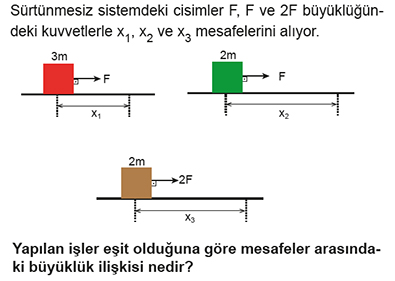 Sürtünmesiz sistemdeki cisimler F, F ve 2F büyüklüğün-
deki kuvvetlerle x₁, x₂ ve x₃ mesafelerini alıyor.
3m
F
x₁
2m
F
x₂
2m
2F
x₃
Yapılan işler eşit olduğuna göre mesafeler arasında-
ki büyüklük ilişkisi nedir?